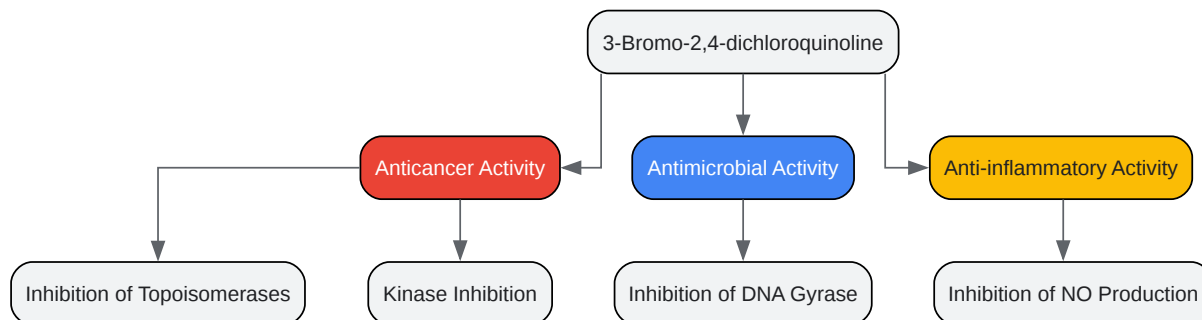 3-Bromo-2,4-dichloroquinoline
Anticancer Activity
Antimicrobial Activity
Anti-inflammatory Activity
Inhibition of Topoisomerases
Kinase Inhibition
Inhibition of DNA Gyrase
Inhibition of NO Production